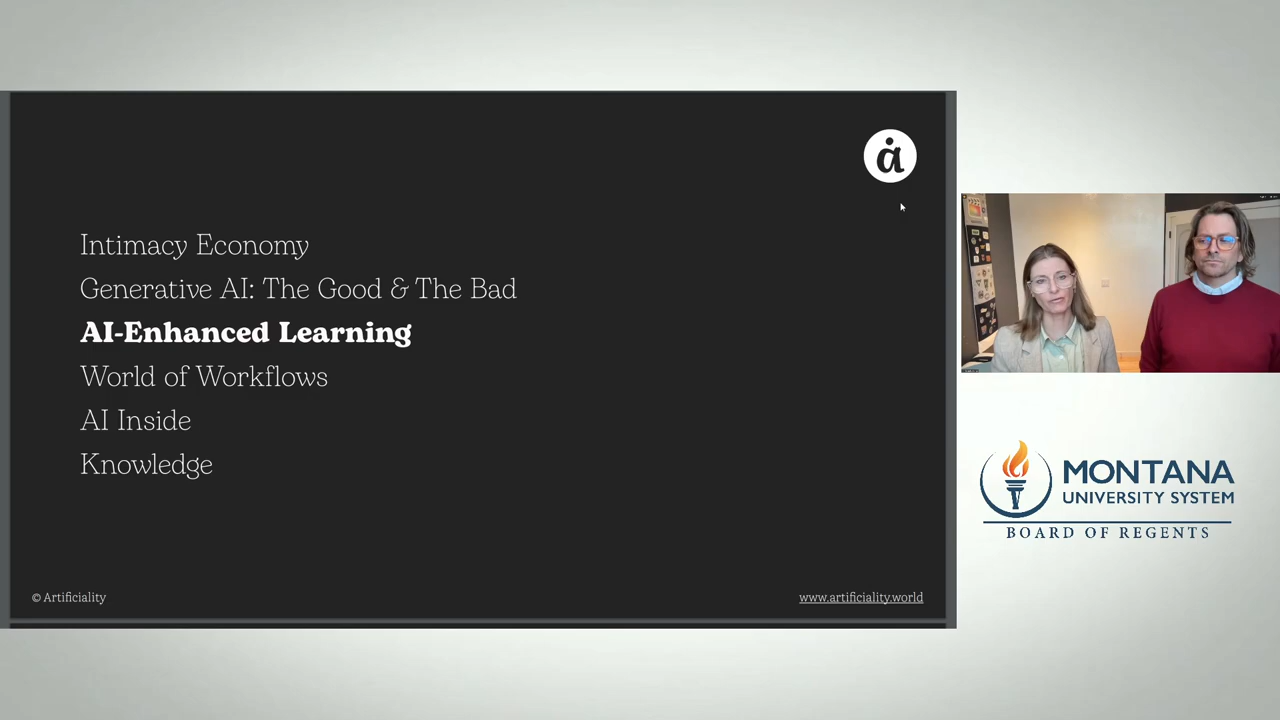 Intimacy Economy
Generative AI: The Good & The Bad
AI-Enhanced Learning
World of Workflows
AI Inside
Knowledge
© Artificiality
www.artificiality.world
MONTANA
UNIVERSITY SYSTEM
BOARD OF REGENTS